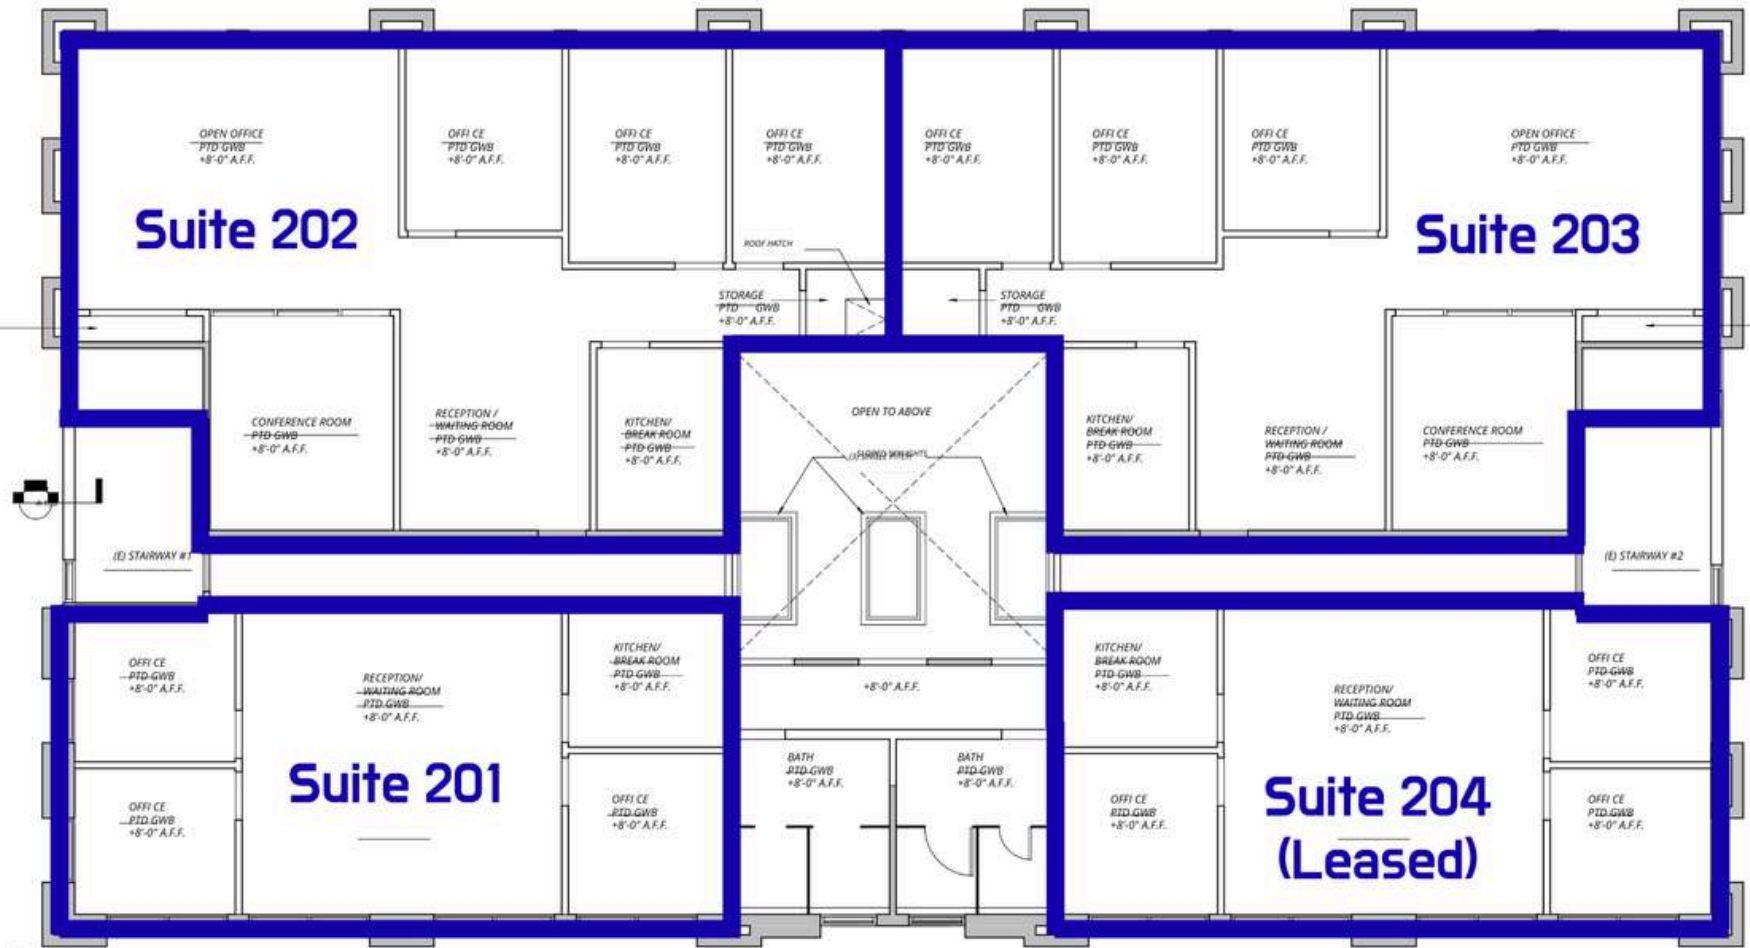 OPEN OFFICE
PTD GWB
+8'-0" A.F.F.
OFFI CE
PTD GWB
+8'-0" A.F.F.
OFFI CE
PTD GWB
+8'-0" A.F.F.
OFFI CE
PTD GWB
+8'-0" A.F.F.
OFFI CE
PTD GWB
+8'-0" A.F.F.
OFFI CE
PTD GWB
+8'-0" A.F.F.
OFFI CE
PTD GWB
+8'-0" A.F.F.
OPEN OFFICE
PTD GWB
+8'-0" A.F.F.
Suite 202
Suite 203
ROOF HATCH
STORAGE
PTD GWB
+8'-0" A.F.F.
STORAGE
PTD GWB
+8'-0" A.F.F.
CONFERENCE ROOM
PTD GWB
+8'-0" A.F.F.
RECEPTION /
WAITING ROOM
PTD GWB
+8'-0" A.F.F.
KITCHEN/
BREAK ROOM
PTD GWB
+8'-0" A.F.F.
OPEN TO ABOVE
KITCHEN/
BREAK ROOM
PTD GWB
+8'-0" A.F.F.
RECEPTION /
WAITING ROOM
PTD GWB
+8'-0" A.F.F.
CONFERENCE ROOM
PTD GWB
+8'-0" A.F.F.
(E) STAIRWAY #1
(E) STAIRWAY #2
OFFI CE
PTD GWB
+8'-0" A.F.F.
RECEPTION/
WAITING ROOM
PTD GWB
+8'-0" A.F.F.
KITCHEN/
BREAK ROOM
PTD GWB
+8'-0" A.F.F.
+8'-0" A.F.F.
KITCHEN/
BREAK ROOM
PTD GWB
+8'-0" A.F.F.
RECEPTION/
WAITING ROOM
PTD GWB
+8'-0" A.F.F.
OFFI CE
PTD GWB
+8'-0" A.F.F.
Suite 201
BATH
PTD GWB
+8'-0" A.F.F.
BATH
PTD GWB
+8'-0" A.F.F.
Suite 204
(Leased)
OFFI CE
PTD GWB
+8'-0" A.F.F.
OFFI CE
PTD GWB
+8'-0" A.F.F.
OFFI CE
PTD GWB
+8'-0" A.F.F.
OFFI CE
PTD GWB
+8'-0" A.F.F.